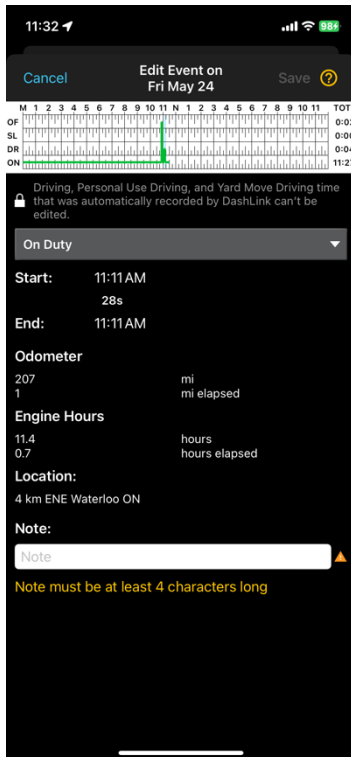 11:32
98
Cancel
Edit Event on
Fri May 24
Save
?
M 1 2 3 4 5 6 7 8 9 10 11 N 1 2 3 4 5 6 7 8 9 10 11 TOT
OF
SL
DR 0:04
ON
Driving, Personal Use Driving, and Yard Move Driving time
that was automatically recorded by DashLink can't be
edited.
On Duty
Start: 11:11 AM
28s
End: 11:11 AM
Odometer
207 mi
1 mi elapsed
Engine Hours
11.4 hours
0.7 hours elapsed
Location:
4 km ENE Waterloo ON
Note:
Note
Note must be at least 4 characters long